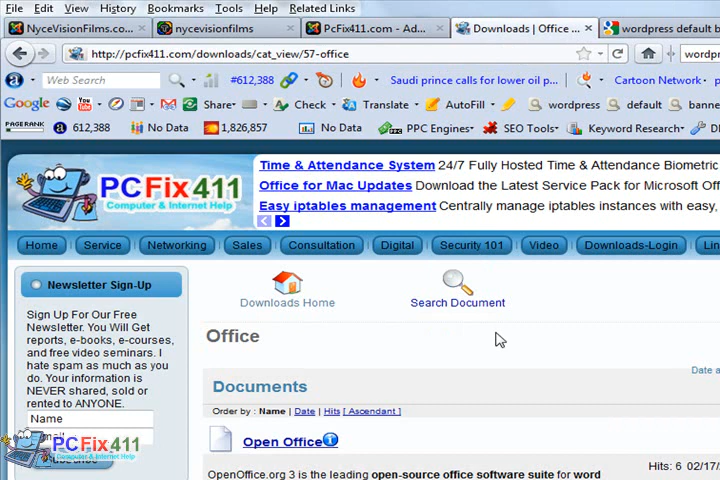 File Edit View History Bookmarks Tools Help Related Links
NyceVisionFilms.co... nycevisionfilms PcFix411.com - Ad... Downloads | Office ... wordpress default b
http://pcfix411.com/downloads/cat_view/57-office wordpr
Web Search #612,388 Saudi prince calls for lower oil p... Cartoon Network
Google Share Check Translate AutoFill wordpress default banne
PAGERANK 612,388 No Data 1,826,857 No Data PPC Engines SEO Tools Keyword Research
PCFix411
Computer & Internet Help
Time & Attendance System 24/7 Fully Hosted Time & Attendance Biometric
Office for Mac Updates Download the Latest Service Pack for Microsoft Off
Easy iptables management Centrally manage iptables instances with easy,
Home Service Networking Sales Consultation Digital Security 101 Video Downloads-Login Lin
Newsletter Sign-Up
Sign Up For Our Free
Newsletter. You Will Get
reports, e-books, e-courses,
and free video seminars. I
hate spam as much as you
do. Your information is
NEVER shared, sold or
rented to ANYONE.
Name
Downloads Home Search Document
Office
Date a
Documents
Order by : Name | Date | Hits [ Ascendant ]
Open Office
Hits: 6 02/17/
OpenOffice.org 3 is the leading open-source office software suite for word
PCFix411
Computer & Internet Help